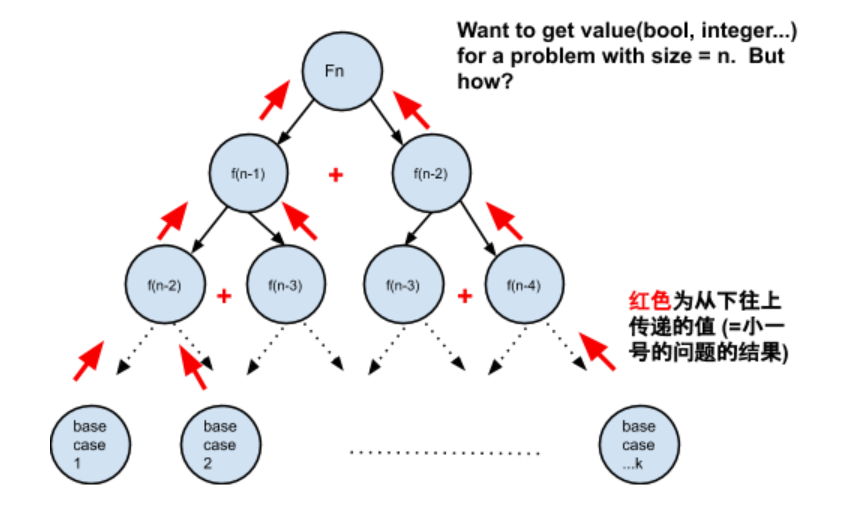 Want to get value(bool, integer...)
for a problem with size = n.  But
how?
Fn
f(n-1)
+
f(n-2)
f(n-2)
+
f(n-3)
f(n-3)
+
f(n-4)
红色为从下往上
传递的值 (=小一
号的问题的结果)
base
case
1
base
case
2
base
case
...k